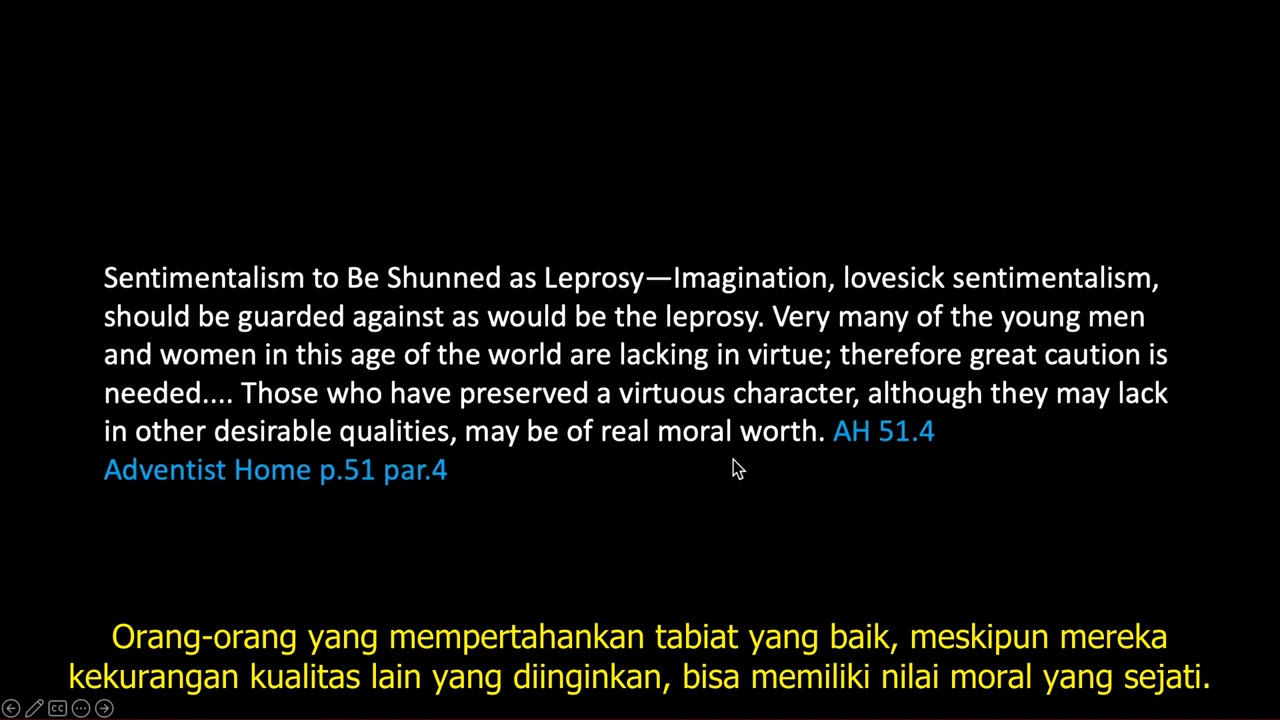 Sentimentalism to Be Shunned as Leprosy—Imagination, lovesick sentimentalism,
should be guarded against as would be the leprosy. Very many of the young men
and women in this age of the world are lacking in virtue; therefore great caution is
needed.... Those who have preserved a virtuous character, although they may lack
in other desirable qualities, may be of real moral worth. AH 51.4
Adventist Home p.51 par.4
Orang-orang yang mempertahankan tabiat yang baik, meskipun mereka
kekurangan kualitas lain yang diinginkan, bisa memiliki nilai moral yang sejati.
CC